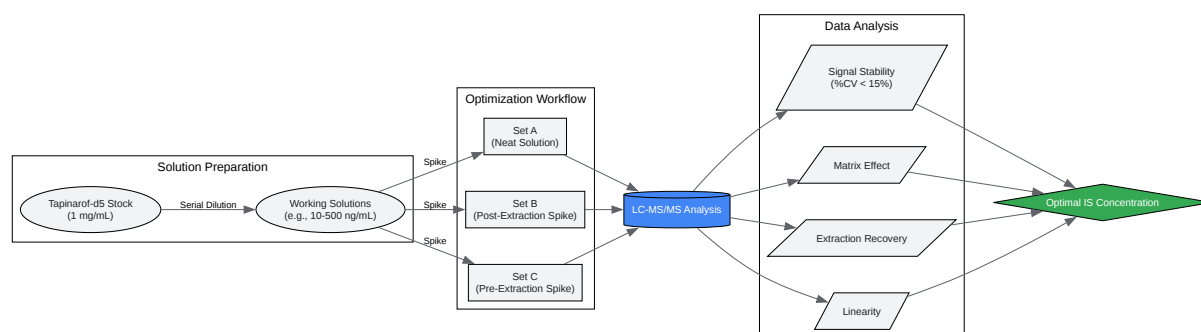 Solution Preparation
Tapinarof-d5 Stock
(1 mg/mL)
Serial Dilution
Working Solutions
(e.g., 10-500 ng/mL)
Spike
Spike
Spike
Optimization Workflow
Set A
(Neat Solution)
Set B
(Post-Extraction Spike)
Set C
(Pre-Extraction Spike)
LC-MS/MS Analysis
Data Analysis
Signal Stability
(%CV < 15%)
Matrix Effect
Extraction Recovery
Linearity
Optimal IS Concentration